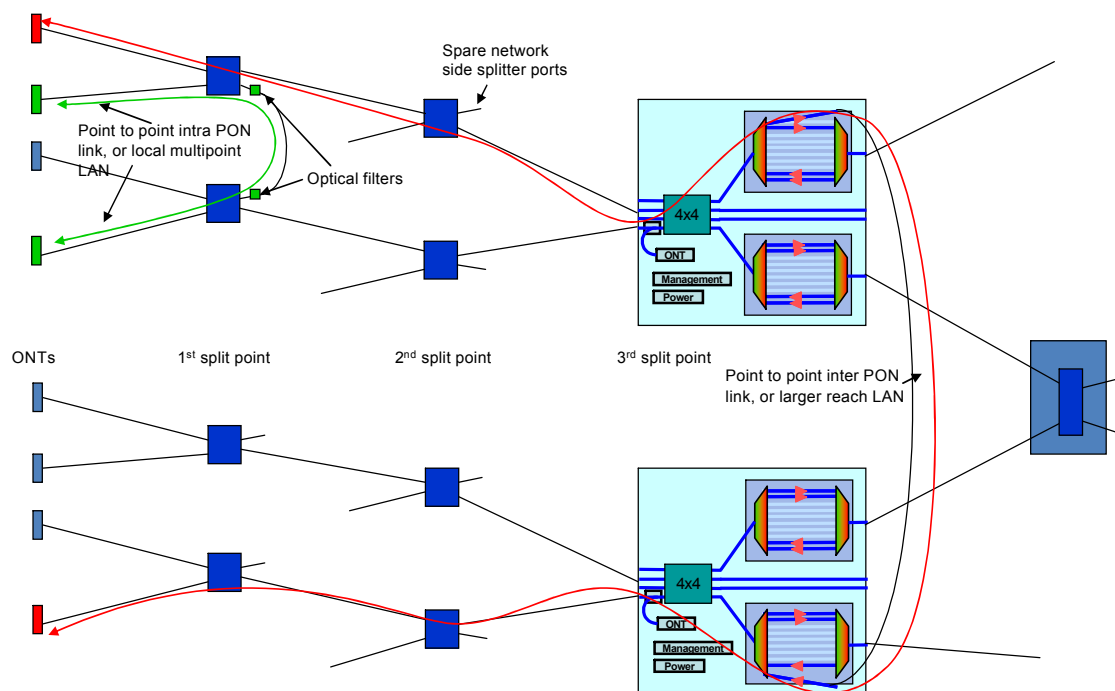 Spare network
side splitter ports
Point to point intra PON
link, or local multipoint
LAN
Optical filters
4x4
ONT
Management
Power
ONTs
1st split point
2nd split point
3rd split point
Point to point inter PON
link, or larger reach LAN
4x4
ONT
Management
Power